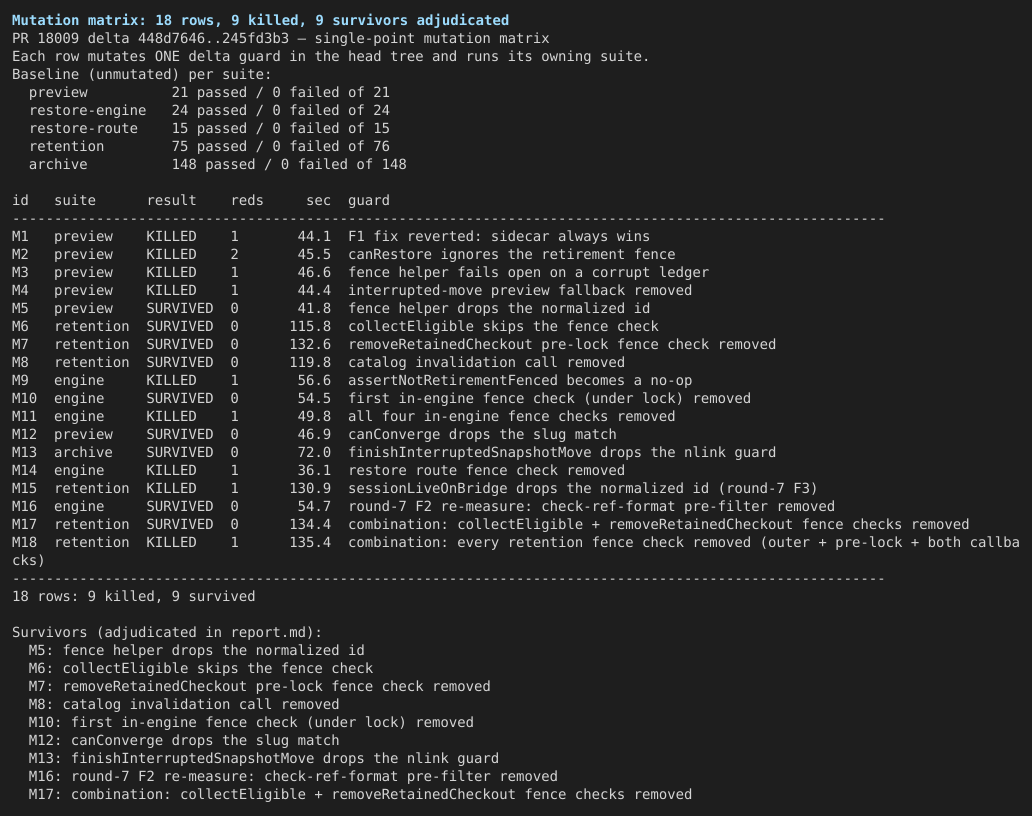 Mutation matrix: 18 rows, 9 killed, 9 survivors adjudicated
PR 18009 delta 448d7646..245fd3b3 — single-point mutation matrix
Each row mutates ONE delta guard in the head tree and runs its owning suite.
Baseline (unmutated) per suite:
  preview          21 passed / 0 failed of 21
  restore-engine   24 passed / 0 failed of 24
  restore-route    15 passed / 0 failed of 15
  retention        75 passed / 0 failed of 76
  archive          148 passed / 0 failed of 148

id   suite      result    reds     sec  guard
--------------------------------------------------------------------------------------------------------
M1   preview    KILLED    1       44.1  F1 fix reverted: sidecar always wins
M2   preview    KILLED    2       45.5  canRestore ignores the retirement fence
M3   preview    KILLED    1       46.6  fence helper fails open on a corrupt ledger
M4   preview    KILLED    1       44.4  interrupted-move preview fallback removed
M5   preview    SURVIVED  0       41.8  fence helper drops the normalized id
M6   retention  SURVIVED  0      115.8  collectEligible skips the fence check
M7   retention  SURVIVED  0      132.6  removeRetainedCheckout pre-lock fence check removed
M8   retention  SURVIVED  0      119.8  catalog invalidation call removed
M9   engine     KILLED    1       56.6  assertNotRetirementFenced becomes a no-op
M10  engine     SURVIVED  0       54.5  first in-engine fence check (under lock) removed
M11  engine     KILLED    1       49.8  all four in-engine fence checks removed
M12  preview    SURVIVED  0       46.9  canConverge drops the slug match
M13  archive    SURVIVED  0       72.0  finishInterruptedSnapshotMove drops the nlink guard
M14  engine     KILLED    1       36.1  restore route fence check removed
M15  retention  KILLED    1      130.9  sessionLiveOnBridge drops the normalized id (round-7 F3)
M16  engine     SURVIVED  0       54.7  round-7 F2 re-measure: check-ref-format pre-filter removed
M17  retention  SURVIVED  0      134.4  combination: collectEligible + removeRetainedCheckout fence checks removed
M18  retention  KILLED    1      135.4  combination: every retention fence check removed (outer + pre-lock + both callba
cks)
--------------------------------------------------------------------------------------------------------
18 rows: 9 killed, 9 survived

Survivors (adjudicated in report.md):
  M5: fence helper drops the normalized id
  M6: collectEligible skips the fence check
  M7: removeRetainedCheckout pre-lock fence check removed
  M8: catalog invalidation call removed
  M10: first in-engine fence check (under lock) removed
  M12: canConverge drops the slug match
  M13: finishInterruptedSnapshotMove drops the nlink guard
  M16: round-7 F2 re-measure: check-ref-format pre-filter removed
  M17: combination: collectEligible + removeRetainedCheckout fence checks removed